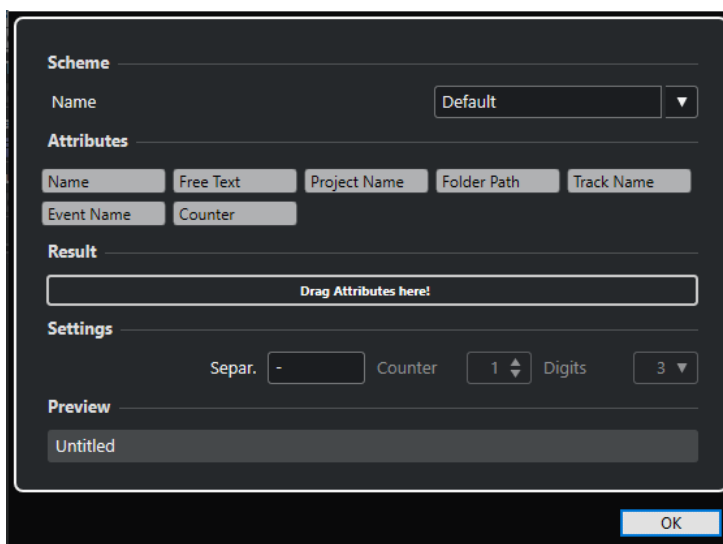 Scheme
Name Default
Attributes
Name Free Text Project Name Folder Path Track Name
Event Name Counter
Result
Drag Attributes here!
Settings
Separ. - Counter 1 Digits 3
Preview
Untitled
OK